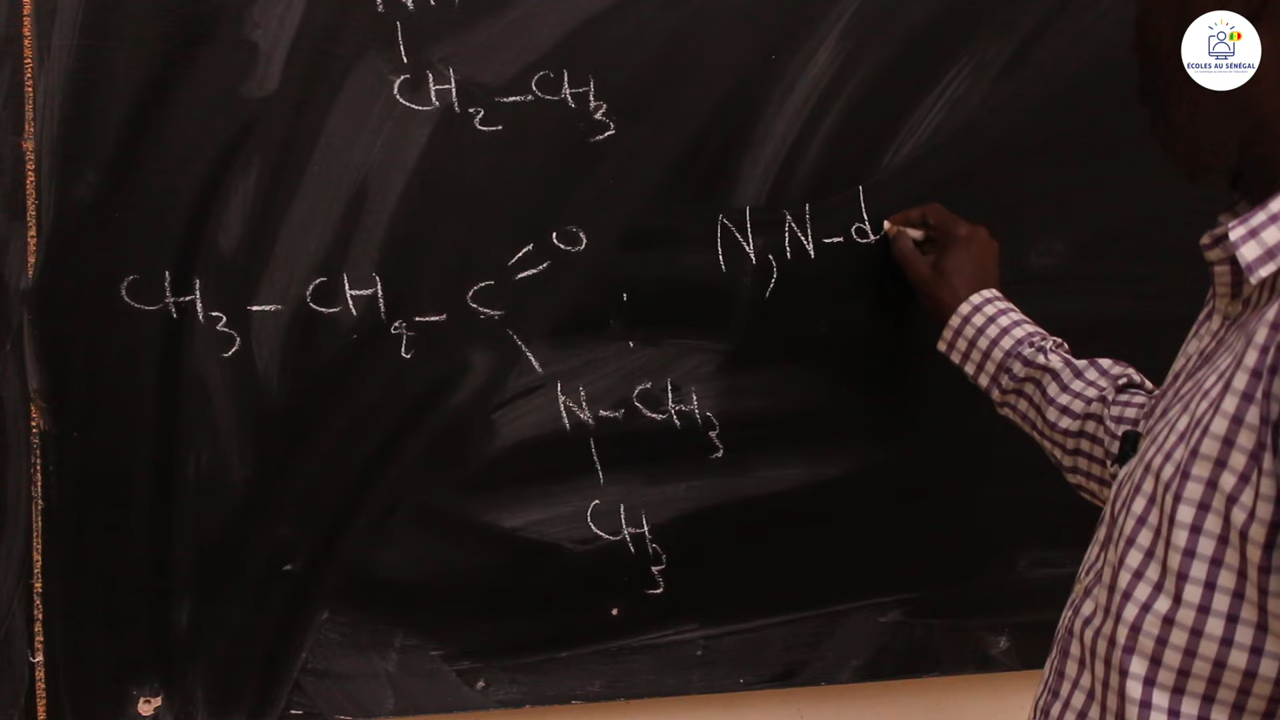 CH2-CH3
CH3-CH2-C=O
N-CH3
CH3
N,N-d
ÉCOLES AU SÉNÉGAL